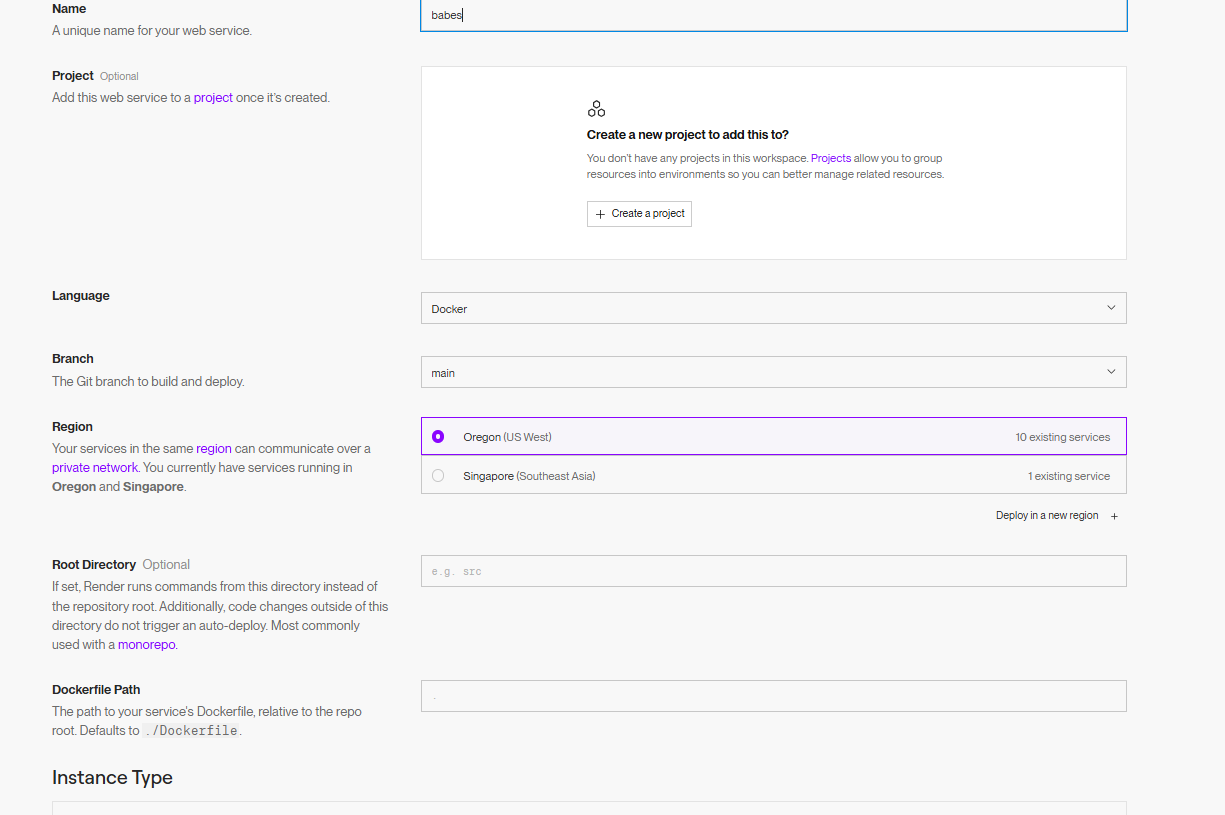 Name
A unique name for your web service.
babes
Project Optional
Add this web service to a project once it's created.
Create a new project to add this to?
You don't have any projects in this workspace. Projects allow you to group
resources into environments so you can better manage related resources.
+ Create a project
Language
Docker
Branch
The Git branch to build and deploy.
main
Region
Your services in the same region can communicate over a
private network. You currently have services running in
Oregon and Singapore.
Oregon (US West) 10 existing services
Singapore (Southeast Asia) 1 existing service
Deploy in a new region +
Root Directory Optional
If set, Render runs commands from this directory instead of
the repository root. Additionally, code changes outside of this
directory do not trigger an auto-deploy. Most commonly
used with a monorepo.
e.g. src
Dockerfile Path
The path to your service's Dockerfile, relative to the repo
root. Defaults to ./Dockerfile.
.
Instance Type